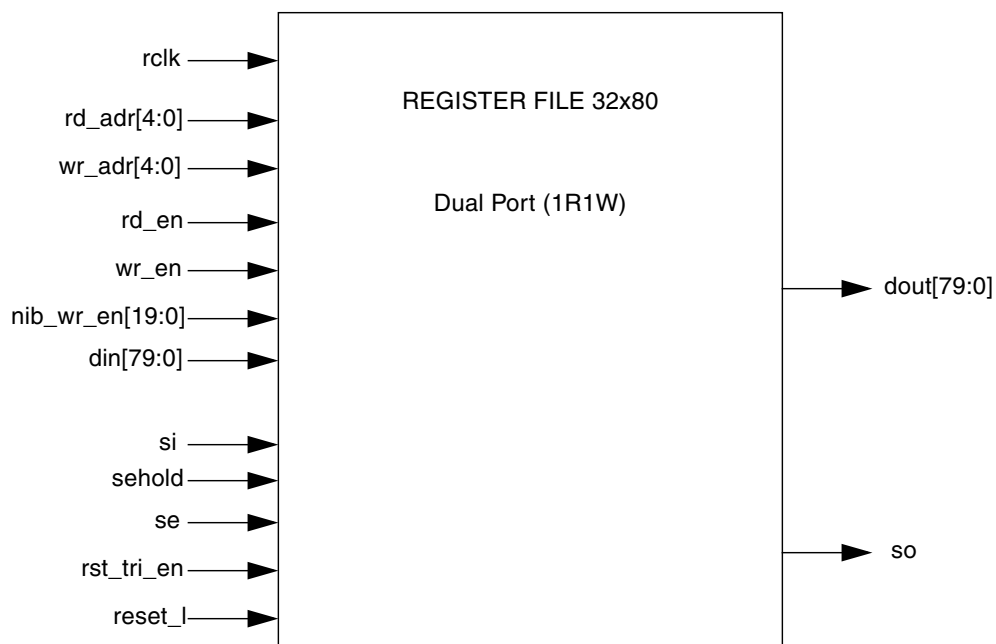 rclk
REGISTER FILE 32x80
rd_adr[4:0]
wr_adr[4:0]
Dual Port (1R1W)
rd_en
wr_en
dout[79:0]
nib_wr_en[19:0]
din[79:0]
si
sehold
se
so
rst_tri_en
reset_l